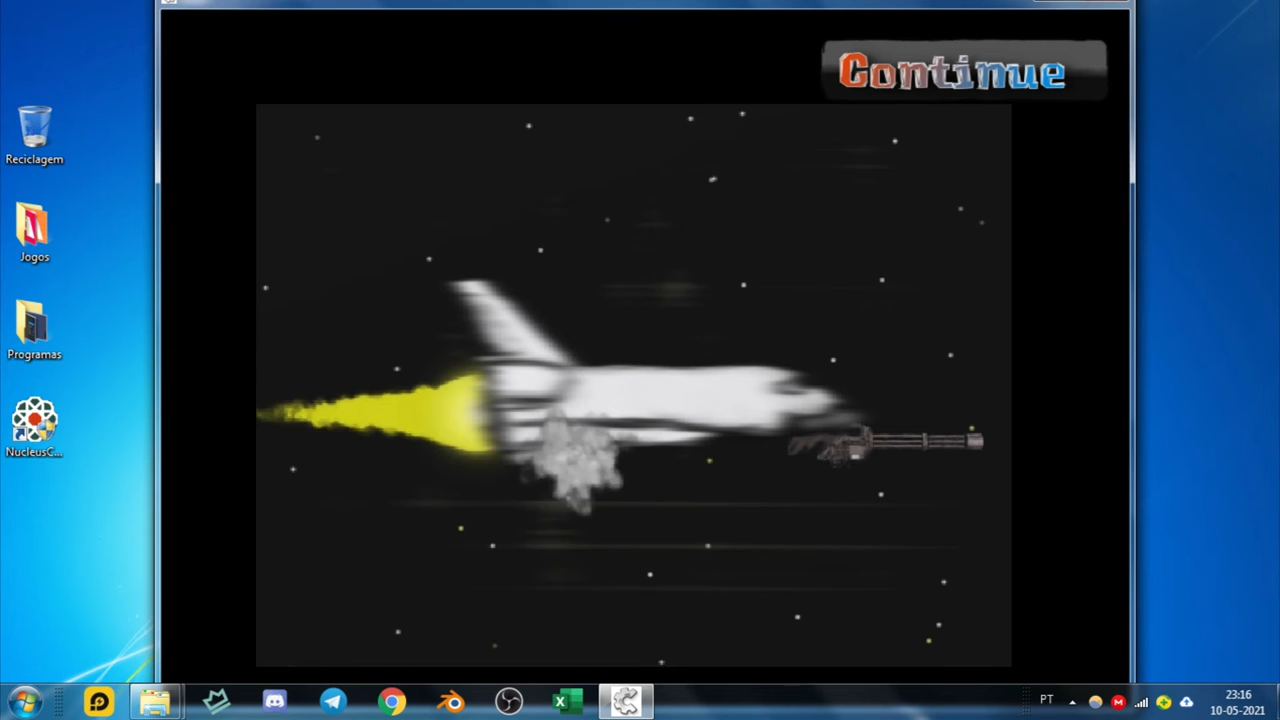 Continue
Reciclagem
Jogos
Programas
NucleusC...
PT
23:16
10-05-2021